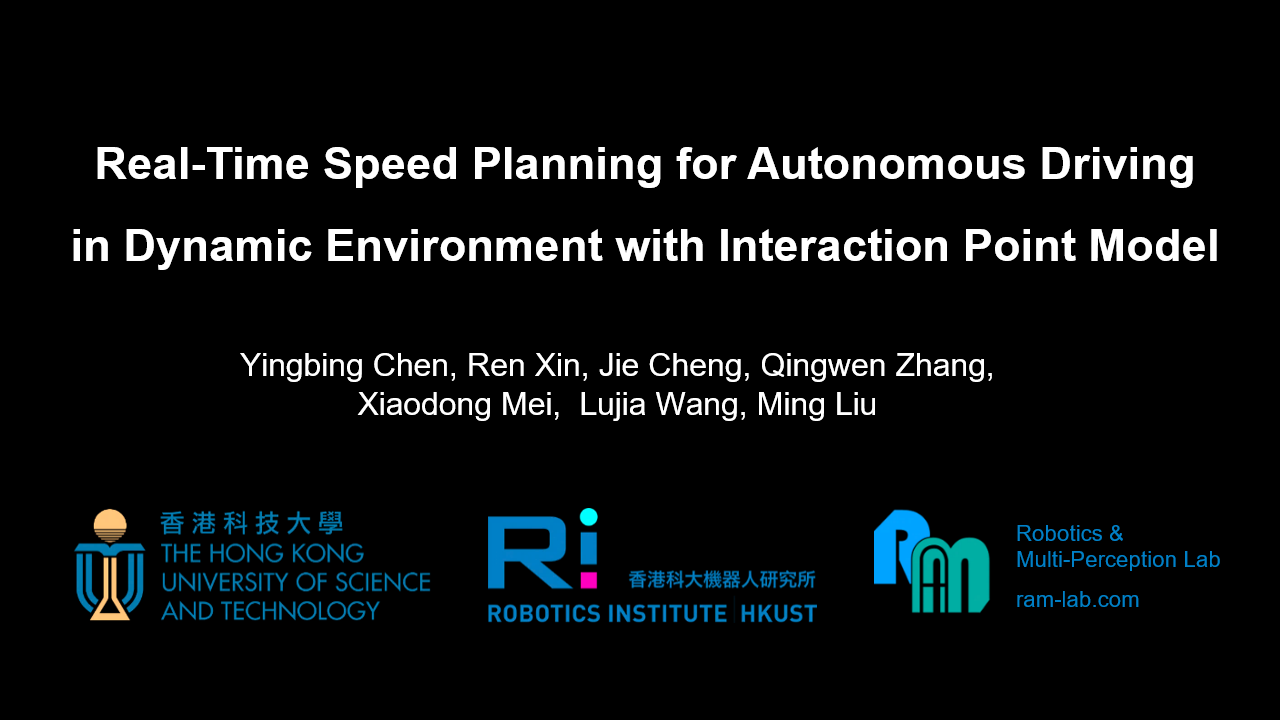 Real-Time Speed Planning for Autonomous Driving
in Dynamic Environment with Interaction Point Model
Yingbing Chen, Ren Xin, Jie Cheng, Qingwen Zhang,
Xiaodong Mei, Lujia Wang, Ming Liu
香港科技大學
THE HONG KONG
UNIVERSITY OF SCIENCE
AND TECHNOLOGY
Ri
香港科大機器人研究所
ROBOTICS INSTITUTE HKUST
RAM
Robotics &
Multi-Perception Lab
ram-lab.com